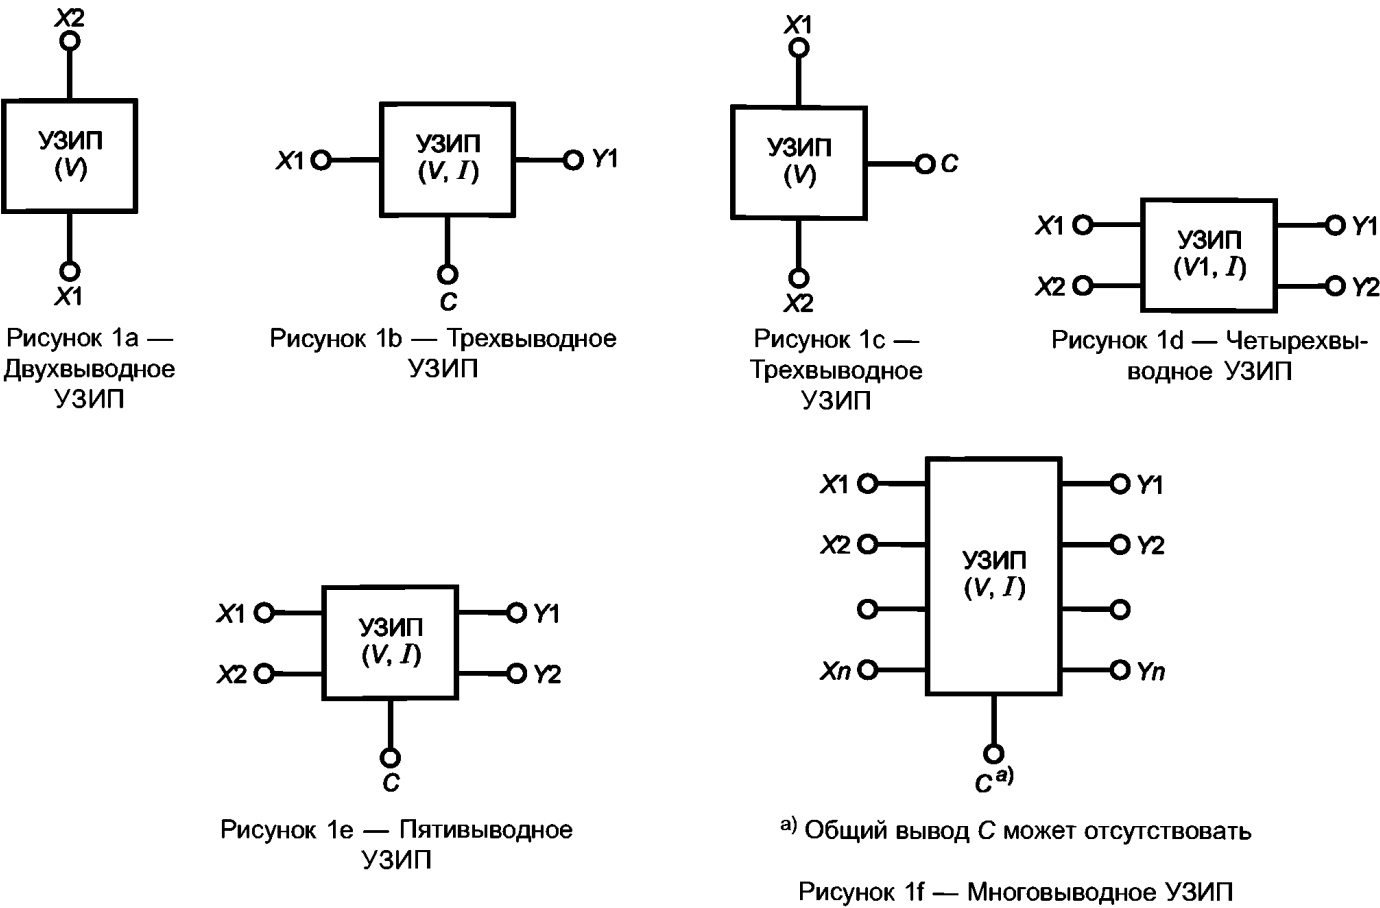 X2
УЗИП
(V)
X1
Рисунок 1a —
Двухвыводное
УЗИП
X1
УЗИП
(V, I)
Y1
C
Рисунок 1b — Трехвыводное
УЗИП
X1
УЗИП
(V)
C
X2
Рисунок 1c —
Трехвыводное
УЗИП
X1
X2
УЗИП
(V1, I)
Y1
Y2
Рисунок 1d — Четырехвы-
водное УЗИП
X1
X2
УЗИП
(V, I)
Y1
Y2
C
Рисунок 1e — Пятивыводное
УЗИП
X1
X2
Xn
УЗИП
(V, I)
Y1
Y2
Yn
C a)
a) Общий вывод C может отсутствовать
Рисунок 1f — Многовыводное УЗИП